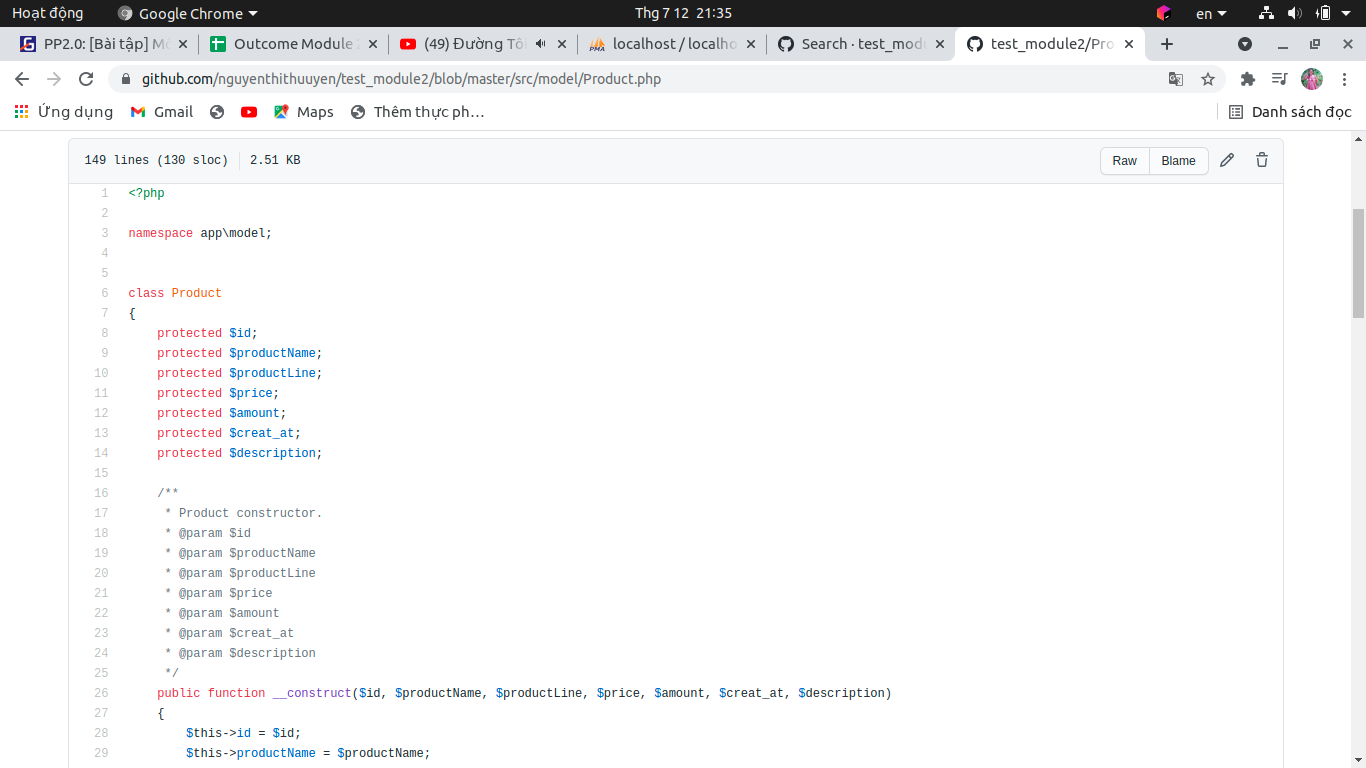 Hoạt động
Google Chrome
Thg 7 12 21:35
en
PP2.0: [Bài tập] Mô
Outcome Module 2
(49) Đường Tôi
localhost / localho
Search · test_modu
test_module2/Pro
github.com/nguyenthithuuyen/test_module2/blob/master/src/model/Product.php
Ứng dụng
Gmail
Maps
Thêm thực ph…
Danh sách đọc
149 lines (130 sloc)
2.51 KB
Raw
Blame
1 <?php
2
3 namespace app\model;
4
5
6 class Product
7 {
8 protected $id;
9 protected $productName;
10 protected $productLine;
11 protected $price;
12 protected $amount;
13 protected $creat_at;
14 protected $description;
15
16 /**
17 * Product constructor.
18 * @param $id
19 * @param $productName
20 * @param $productLine
21 * @param $price
22 * @param $amount
23 * @param $creat_at
24 * @param $description
25 */
26 public function __construct($id, $productName, $productLine, $price, $amount, $creat_at, $description)
27 {
28 $this->id = $id;
29 $this->productName = $productName;